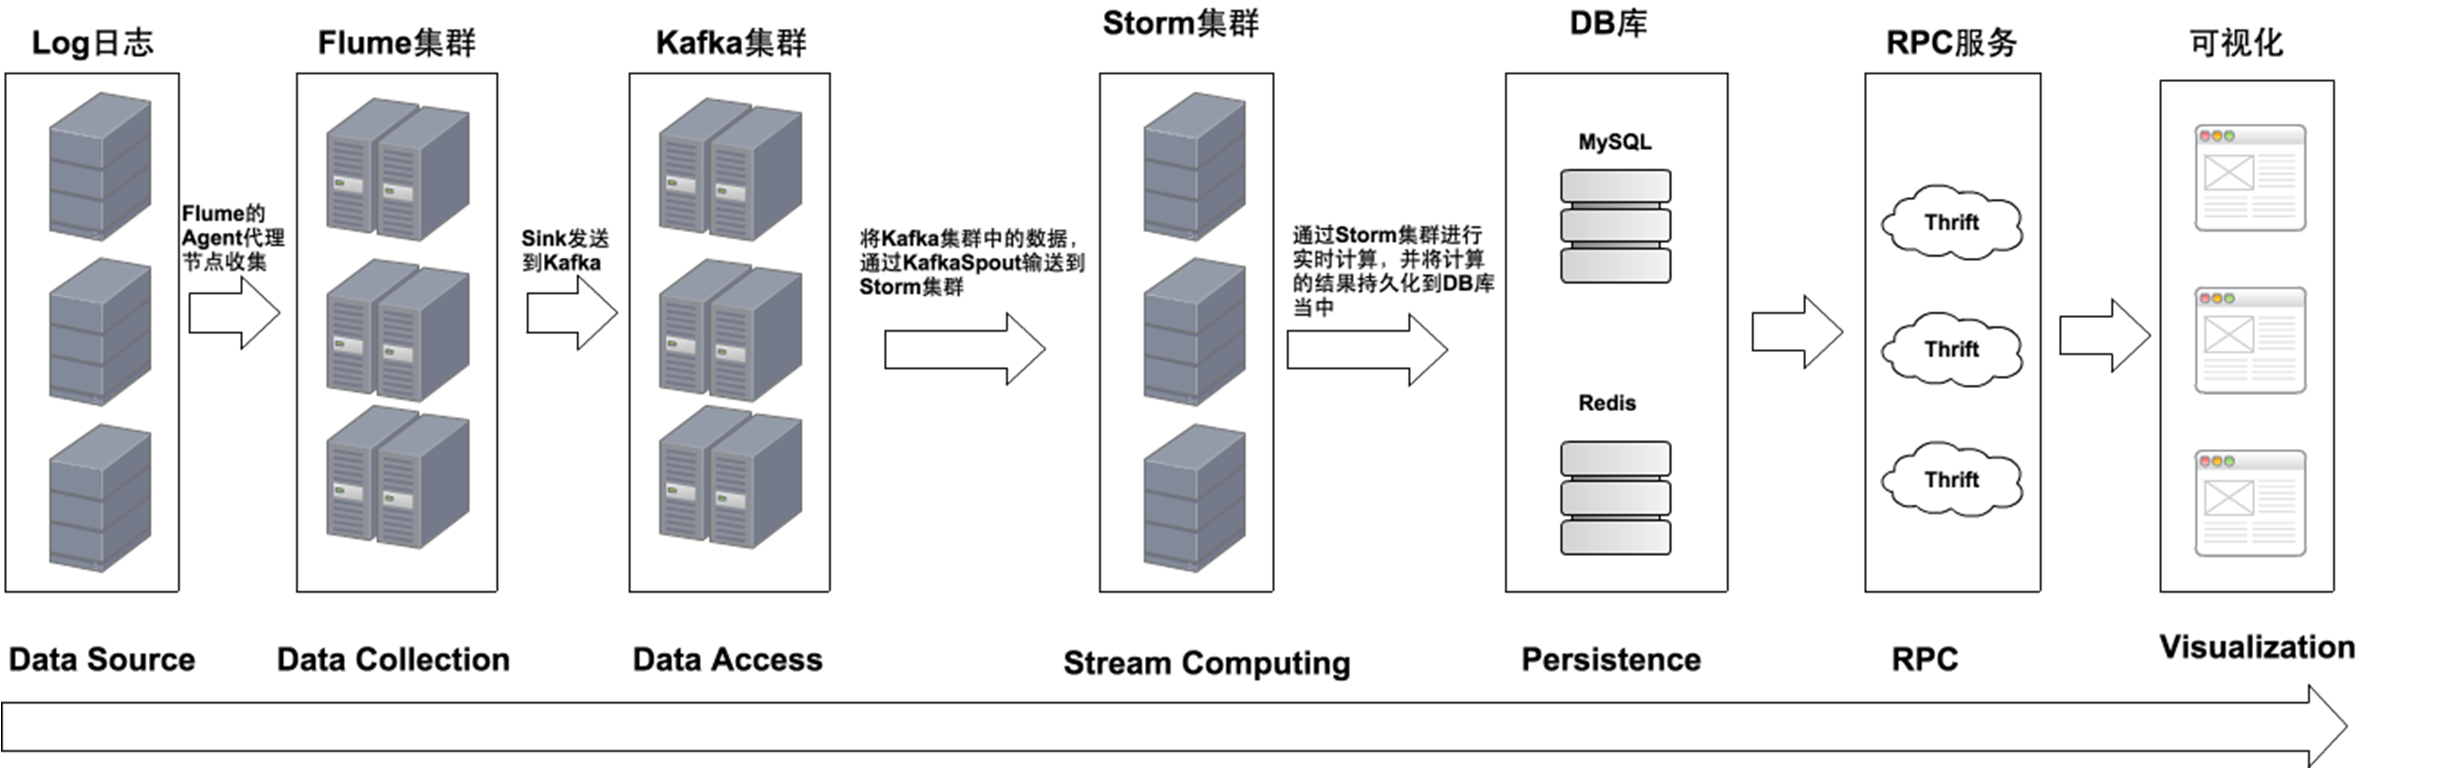 Log日志
Flume集群
Kafka集群
Storm集群
DB库
RPC服务
可视化
Flume的
Agent代理
节点收集
Sink发送
到Kafka
将Kafka集群中的数据，
通过KafkaSpout输送到
Storm集群
通过Storm集群进行
实时计算，并将计算
的结果持久化到DB库
当中
MySQL
Redis
Thrift
Thrift
Thrift
Data Source
Data Collection
Data Access
Stream Computing
Persistence
RPC
Visualization